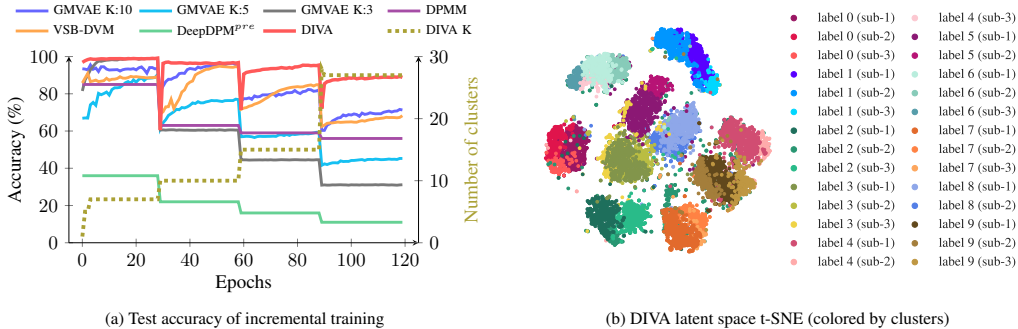 GMVAE K:10 GMVAE K:5 GMVAE K:3 DPMM
VSB-DVM DeepDPM^pre DIVA DIVA K
100
80
60
40
20
0
Accuracy (%)
30
20
10
0
Number of clusters
0 20 40 60 80 100 120
Epochs
(a) Test accuracy of incremental training
label 0 (sub-1)
label 0 (sub-2)
label 0 (sub-3)
label 1 (sub-1)
label 1 (sub-2)
label 1 (sub-3)
label 2 (sub-1)
label 2 (sub-2)
label 2 (sub-3)
label 3 (sub-1)
label 3 (sub-2)
label 3 (sub-3)
label 4 (sub-1)
label 4 (sub-2)
label 4 (sub-3)
label 5 (sub-1)
label 5 (sub-2)
label 6 (sub-1)
label 6 (sub-2)
label 6 (sub-3)
label 7 (sub-1)
label 7 (sub-2)
label 7 (sub-3)
label 8 (sub-1)
label 8 (sub-2)
label 9 (sub-1)
label 9 (sub-2)
label 9 (sub-3)
(b) DIVA latent space t-SNE (colored by clusters)